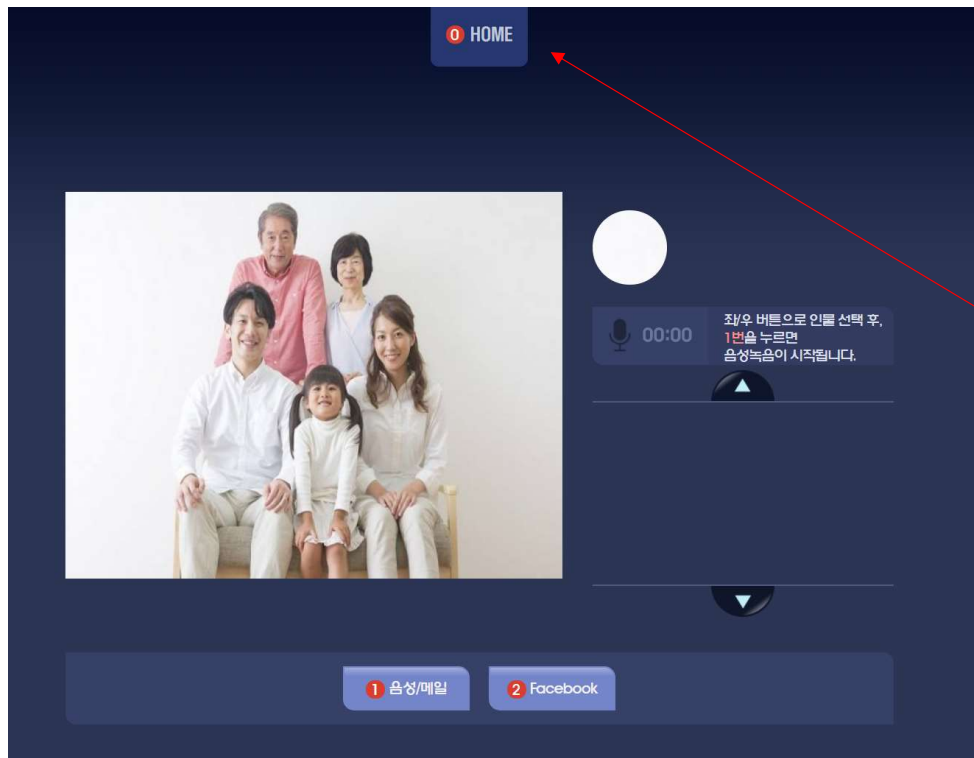 0 HOME
00:00
좌/우 버튼으로 인물 선택 후,
1번을 누르면
음성녹음이 시작됩니다.
1 음성/메일
2 Facebook